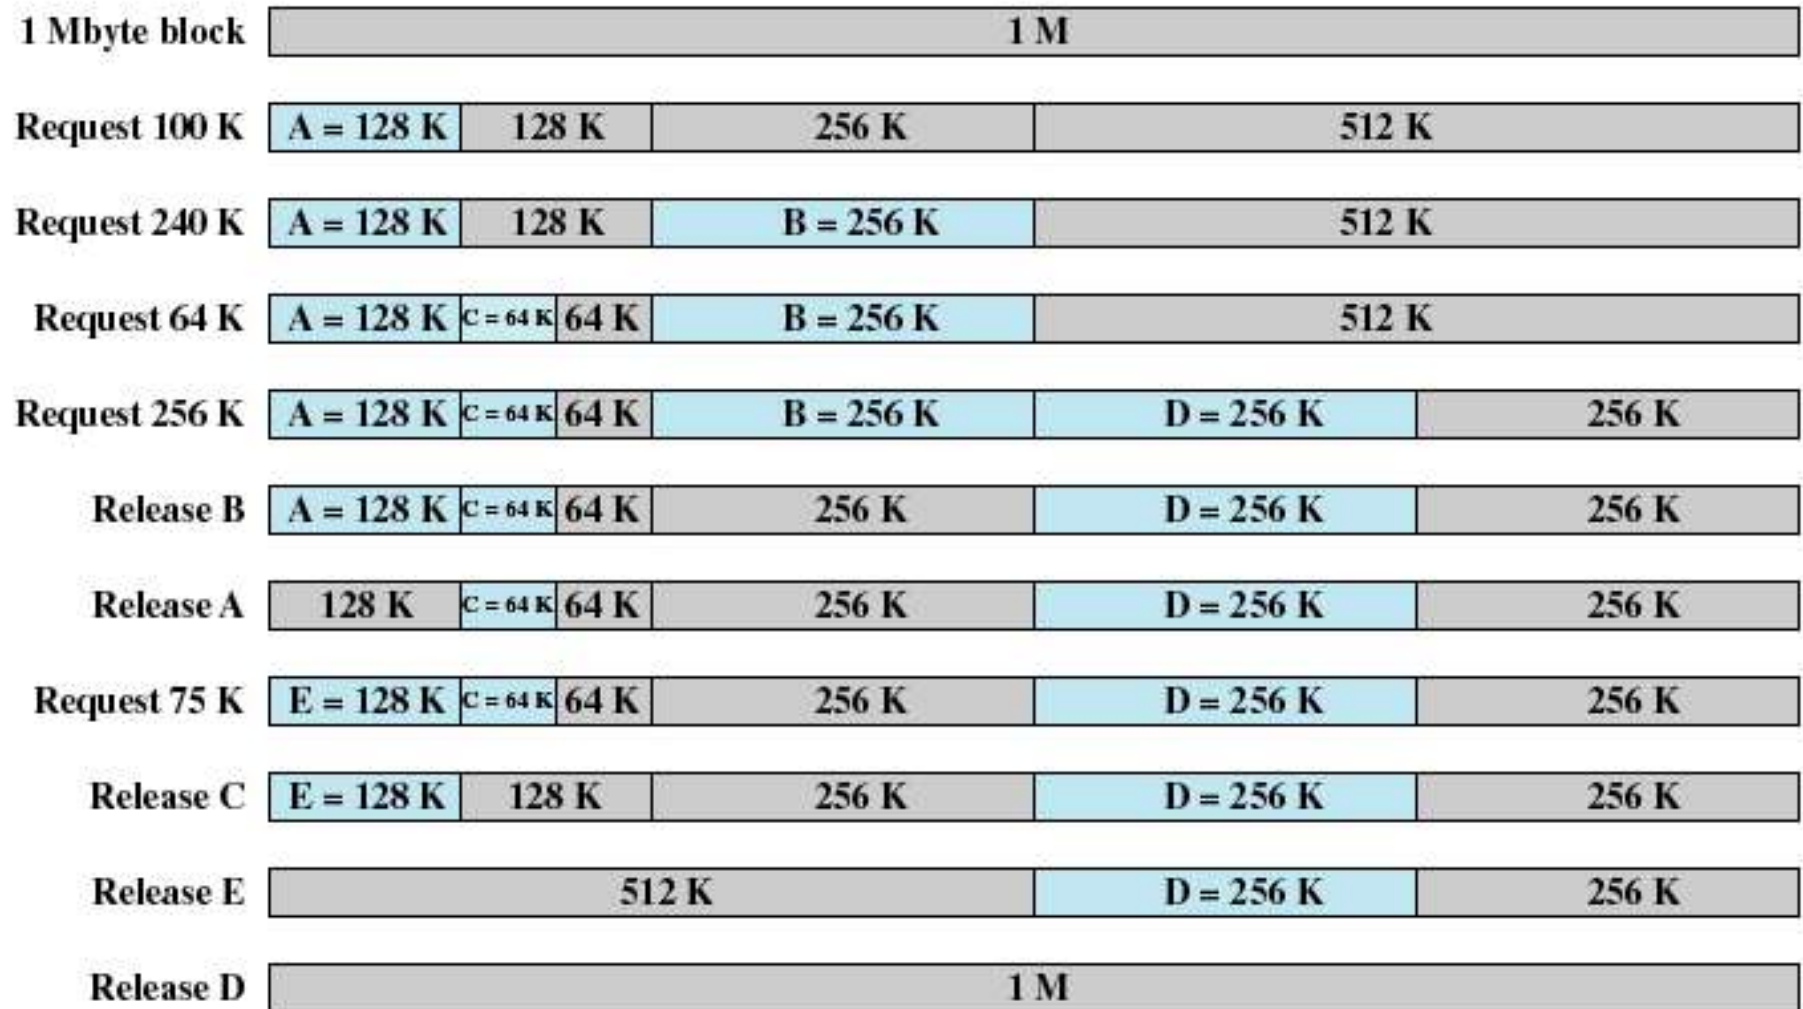 1 Mbyte block 1 M
Request 100 K A = 128 K 128 K 256 K 512 K
Request 240 K A = 128 K 128 K B = 256 K 512 K
Request 64 K A = 128 K C = 64 K 64 K B = 256 K 512 K
Request 256 K A = 128 K C = 64 K 64 K B = 256 K D = 256 K 256 K
Release B A = 128 K C = 64 K 64 K 256 K D = 256 K 256 K
Release A 128 K C = 64 K 64 K 256 K D = 256 K 256 K
Request 75 K E = 128 K C = 64 K 64 K 256 K D = 256 K 256 K
Release C E = 128 K 128 K 256 K D = 256 K 256 K
Release E 512 K D = 256 K 256 K
Release D 1 M